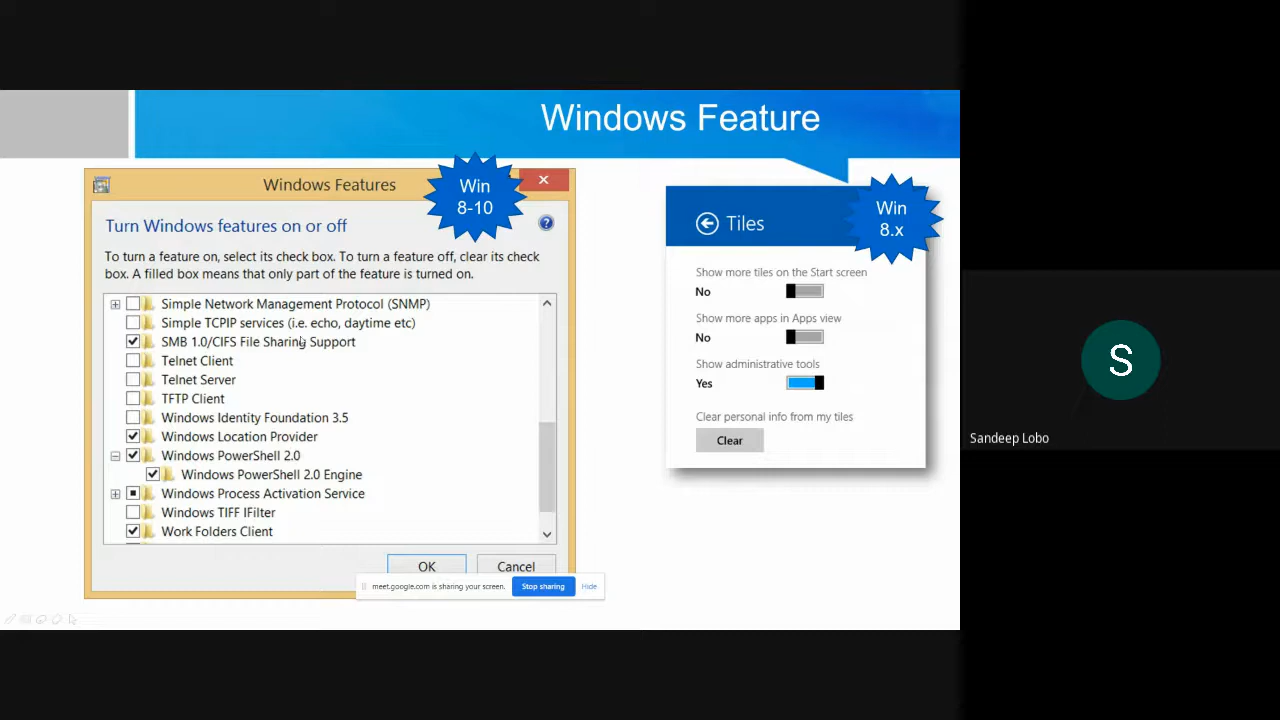 Windows Feature
Windows Features
Win
8-10
Turn Windows features on or off
To turn a feature on, select its check box. To turn a feature off, clear its check
box. A filled box means that only part of the feature is turned on.
Simple Network Management Protocol (SNMP)
Simple TCPIP services (i.e. echo, daytime etc)
SMB 1.0/CIFS File Sharing Support
Telnet Client
Telnet Server
TFTP Client
Windows Identity Foundation 3.5
Windows Location Provider
Windows PowerShell 2.0
Windows PowerShell 2.0 Engine
Windows Process Activation Service
Windows TIFF IFilter
Work Folders Client
OK
Cancel
meet.google.com is sharing your screen.
Stop sharing
Hide
Tiles
Win
8.x
Show more tiles on the Start screen
No
Show more apps in Apps view
No
Show administrative tools
Yes
Clear personal info from my tiles
Clear
S
Sandeep Lobo